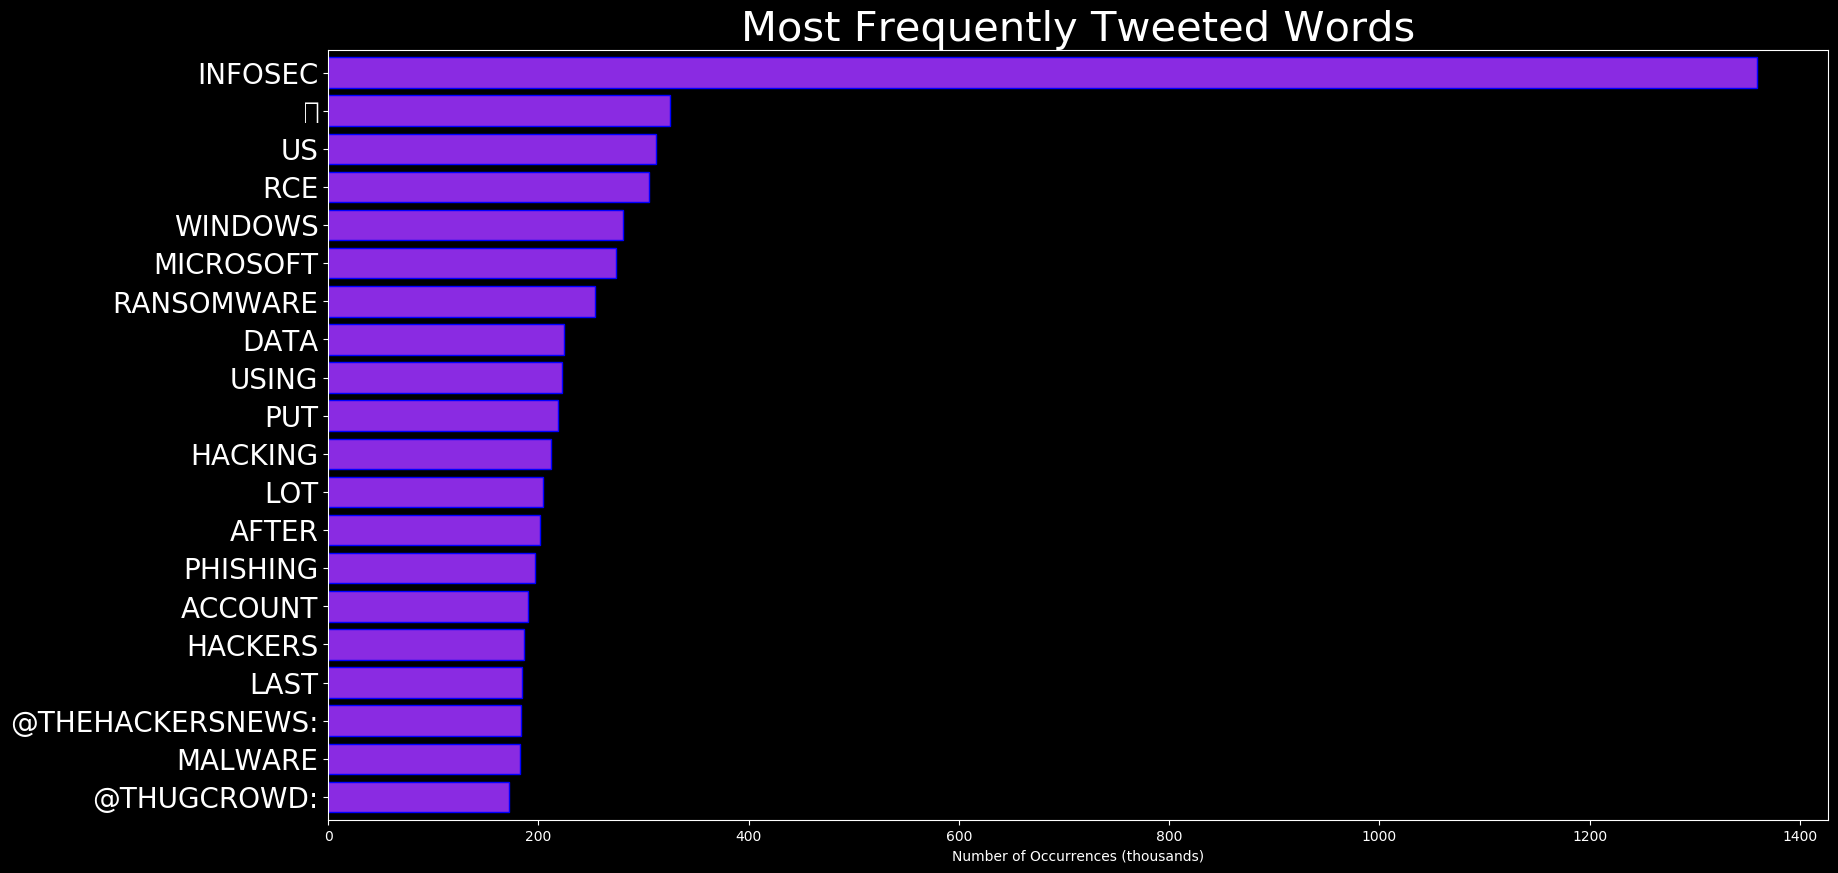 Most Frequently Tweeted Words
INFOSEC
US
RCE
WINDOWS
MICROSOFT
RANSOMWARE
DATA
USING
PUT
HACKING
LOT
AFTER
PHISHING
ACCOUNT
HACKERS
LAST
@THEHACKERSNEWS:
MALWARE
@THUGCROWD:
0 200 400 600 800 1000 1200 1400
Number of Occurrences (thousands)